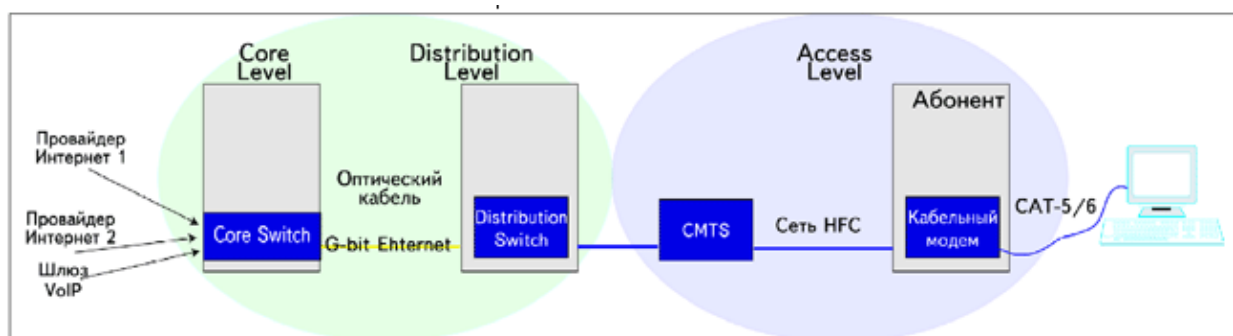 Core
Level
Distribution
Level
Access
Level
Абонент
Провайдер
Интернет 1
Оптический
кабель
Провайдер
Интернет 2
Шлюз
VoIP
Core Switch
G-bit Ehternet
Distribution
Switch
CMTS
Сеть HFC
Кабельный
модем
CAT-5/6